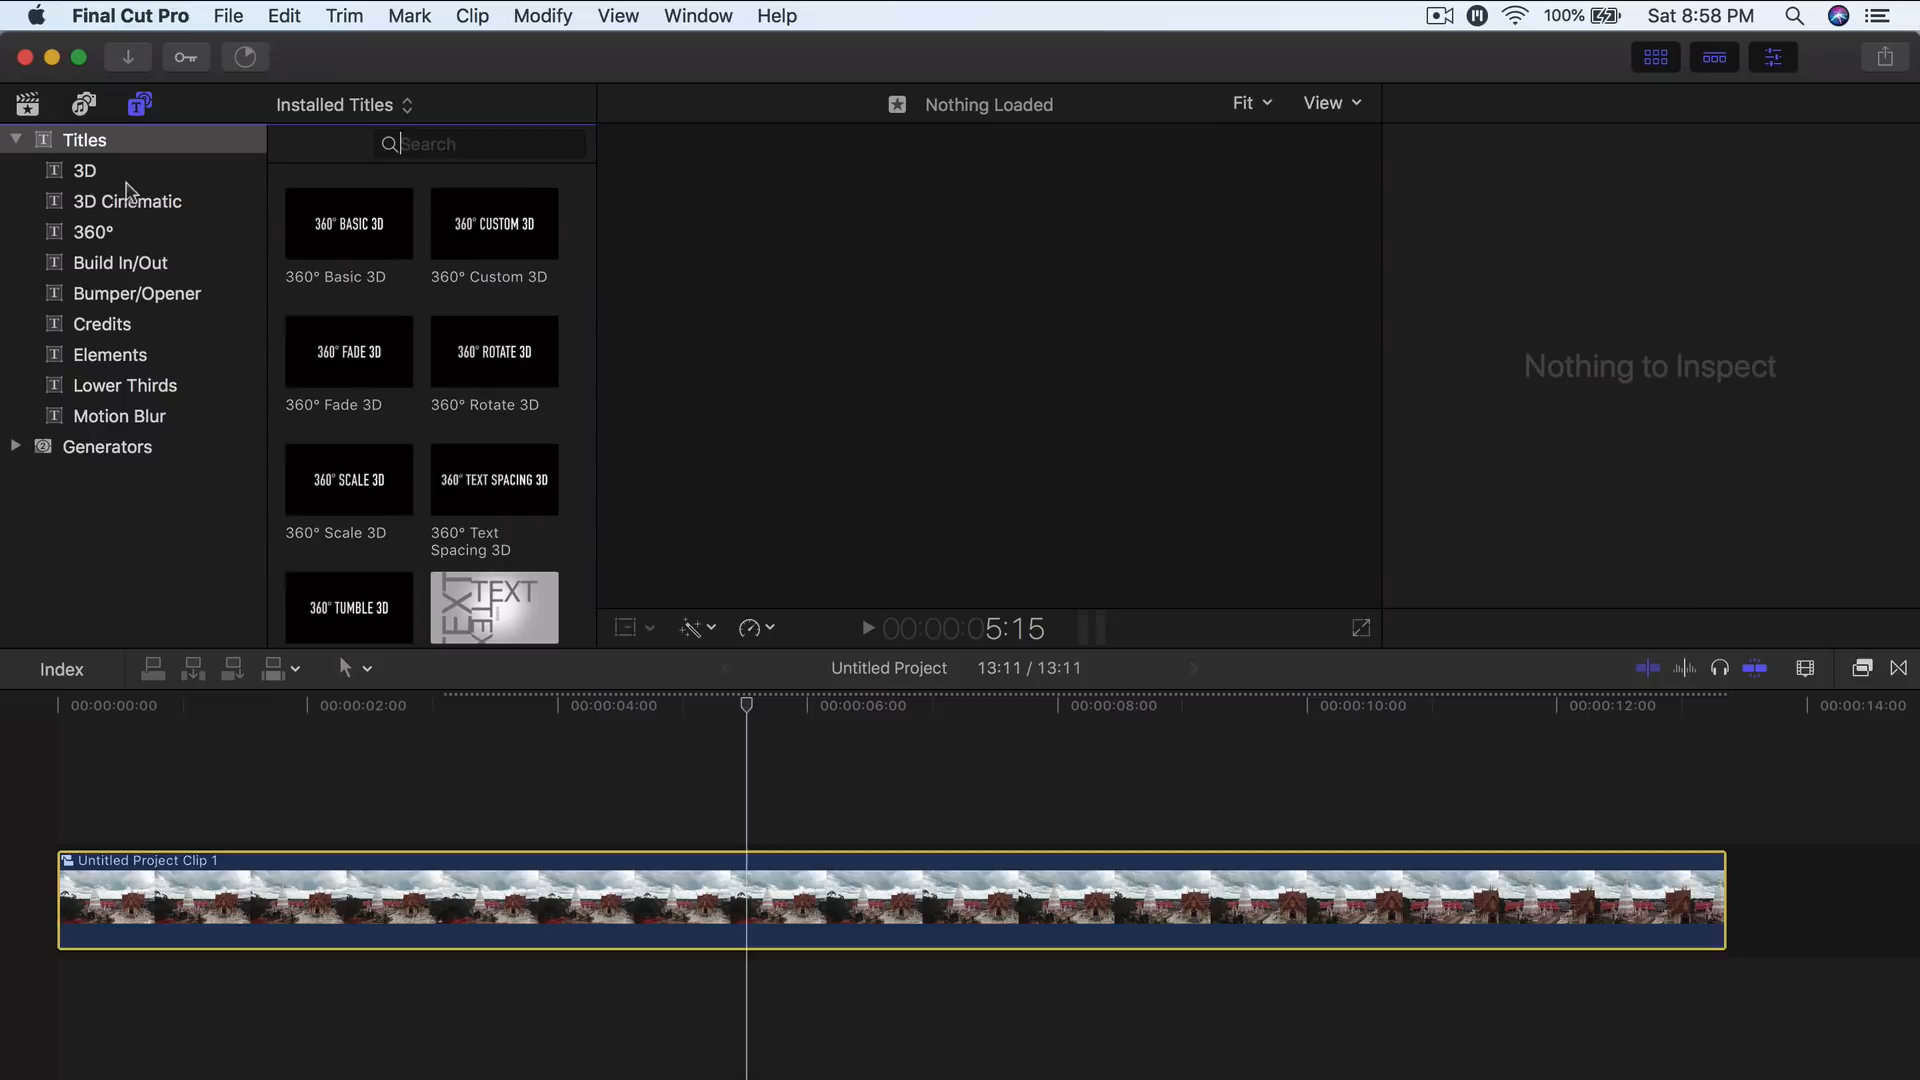 Final Cut Pro File Edit Trim Mark Clip Modify View Window Help 100% Sat 8:58 PM
Installed Titles
Nothing Loaded
Fit
View
Titles
3D
3D Cinematic
360°
Build In/Out
Bumper/Opener
Credits
Elements
Lower Thirds
Motion Blur
Generators
Search
360° BASIC 3D
360° CUSTOM 3D
360° Basic 3D
360° Custom 3D
360° FADE 3D
360° ROTATE 3D
360° Fade 3D
360° Rotate 3D
360° SCALE 3D
360° TEXT SPACING 3D
360° Scale 3D
360° Text
Spacing 3D
360° TUMBLE 3D
TEXT
TEXT
TE
Nothing to Inspect
00:00:05:15
Index
Untitled Project
13:11 / 13:11
00:00:00:00
00:00:02:00
00:00:04:00
00:00:06:00
00:00:08:00
00:00:10:00
00:00:12:00
00:00:14:00
Untitled Project Clip 1